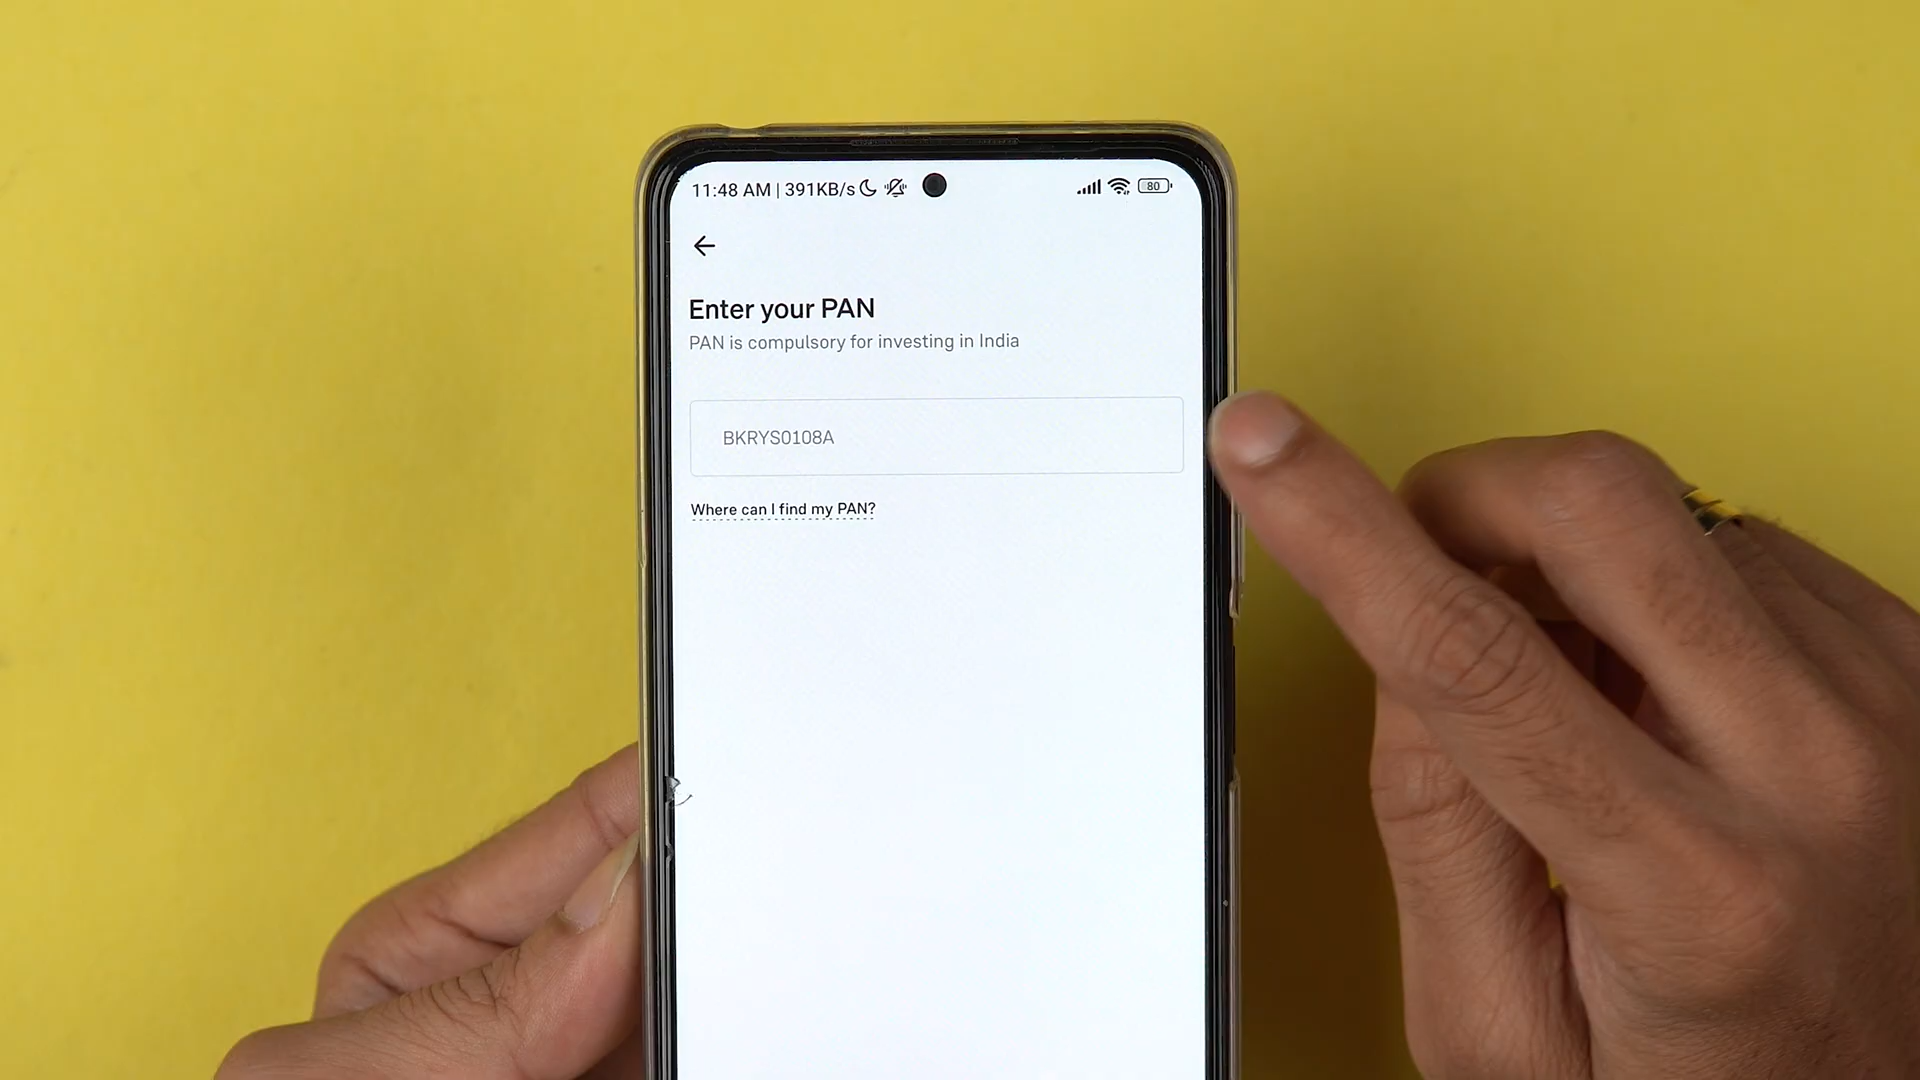 11:48 AM | 391KB/s
80
Enter your PAN
PAN is compulsory for investing in India
BKRYS0108A
Where can I find my PAN?